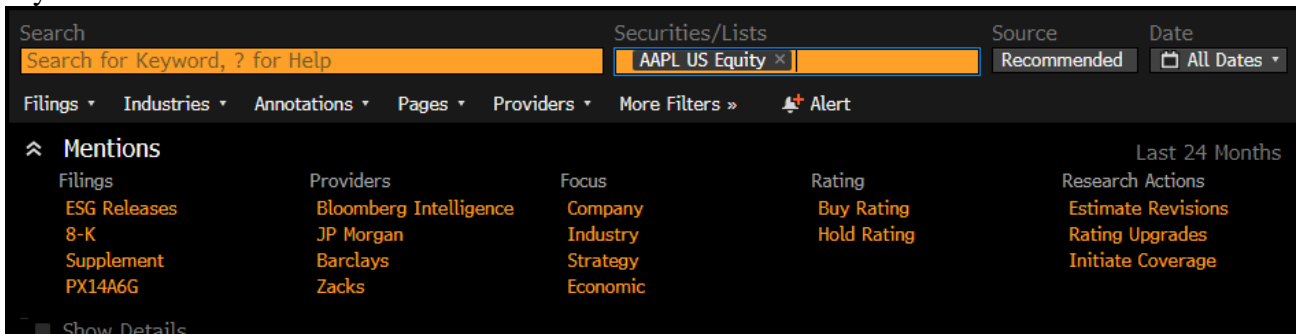 Search Securities/Lists Source Date
Search for Keyword, ? for Help AAPL US Equity × Recommended All Dates
Filings Industries Annotations Pages Providers More Filters » Alert
Mentions Last 24 Months
Filings Providers Focus Rating Research Actions
ESG Releases Bloomberg Intelligence Company Buy Rating Estimate Revisions
8-K JP Morgan Industry Hold Rating Rating Upgrades
Supplement Barclays Strategy Initiate Coverage
PX14A6G Zacks Economic
Show Details